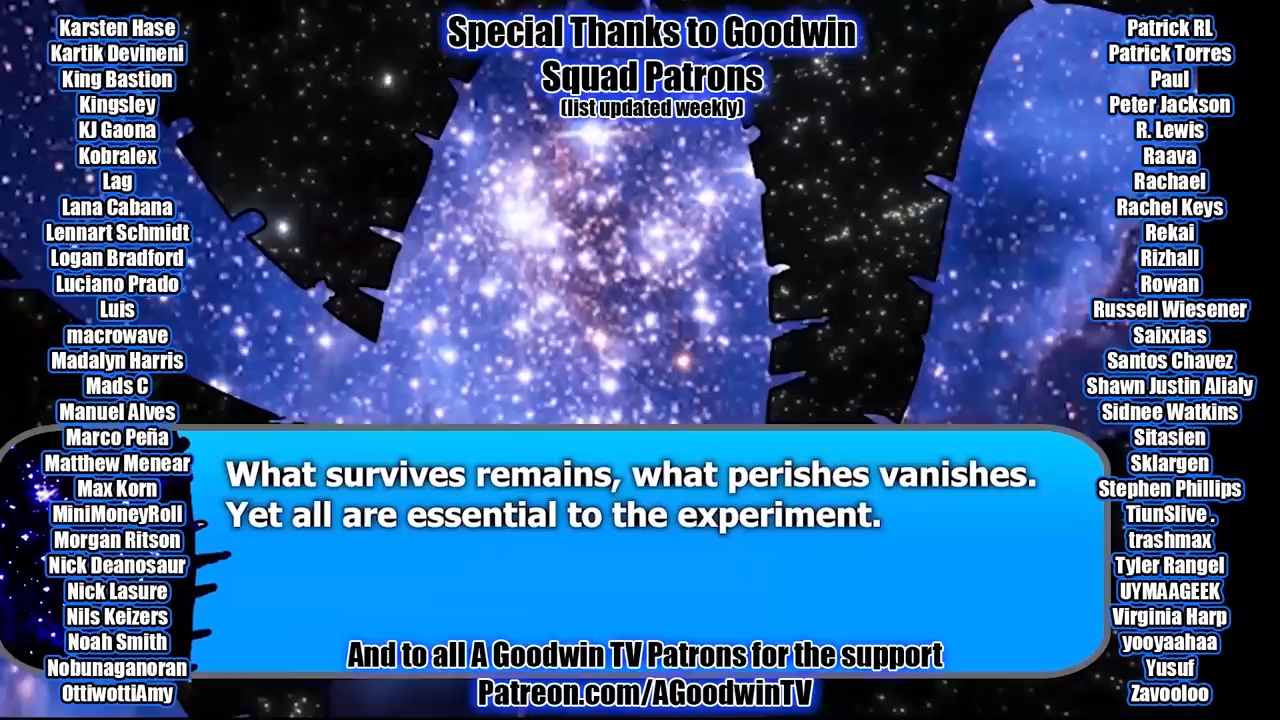 Special Thanks to Goodwin
Squad Patrons
(list updated weekly)
Karsten Hase
Kartik Devineni
King Bastion
Kingsley
KJ Gaona
Kobralex
Lag
Lana Cabana
Lennart Schmidt
Logan Bradford
Luciano Prado
Luis
macrowave
Madalyn Harris
Mads C
Manuel Alves
Marco Peña
Matthew Menear
Max Korn
MiniMoneyRoll
Morgan Ritson
Nick Deanosaur
Nick Lasure
Nils Keizers
Noah Smith
Nobunaganoran
OttiwottiAmy
Patrick RL
Patrick Torres
Paul
Peter Jackson
R. Lewis
Raava
Rachael
Rachel Keys
Rekai
Rizhall
Rowan
Russell Wiesener
Saixxias
Santos Chavez
Shawn Justin Alialy
Sidnee Watkins
Sitasien
Sklargen
Stephen Phillips
TiunSlive .
trashmax
Tyler Rangel
UYMAAGEEK
Virginia Harp
yooyaahaa
Yusuf
Zavooloo
What survives remains, what perishes vanishes.
Yet all are essential to the experiment.
And to all A Goodwin TV Patrons for the support
Patreon.com/AGoodwinTV